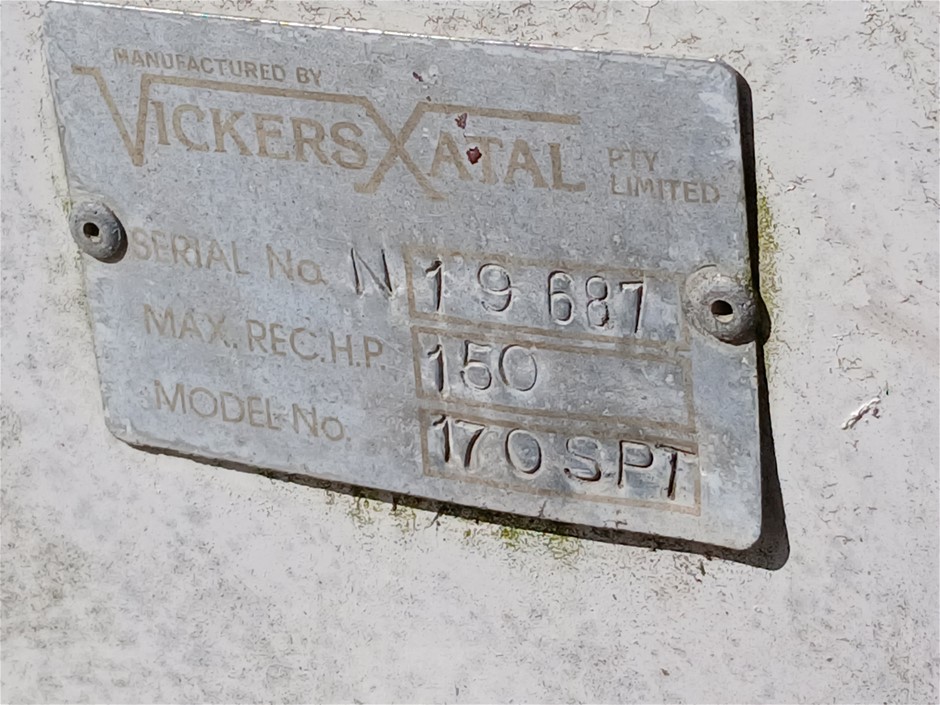 MANUFACTURED BY
VICKERS XATAL PTY LIMITED
SERIAL No. N 19 687
MAX. REC. H.P. 150
MODEL No. 170 SPT